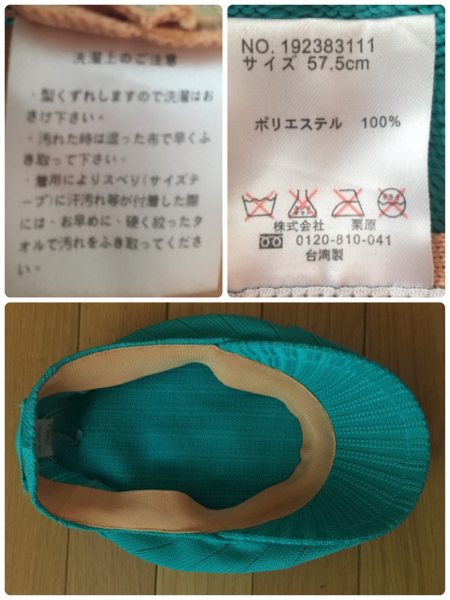 洗濯上のご注意
・型くずれしますので洗濯はお
さけ下さい。
・汚れた時は湿った布で早くふ
き取って下さい。
・着用によりスベリ(サイズテ
ープ)に汗汚れ等が付着した際
には、お早めに、硬く絞ったタ
オルで汚れをふき取ってくださ
い。
NO. 192383111
サイズ 57.5cm
ポリエステル 100%
株式会社 栗原
0120-810-041
台湾製